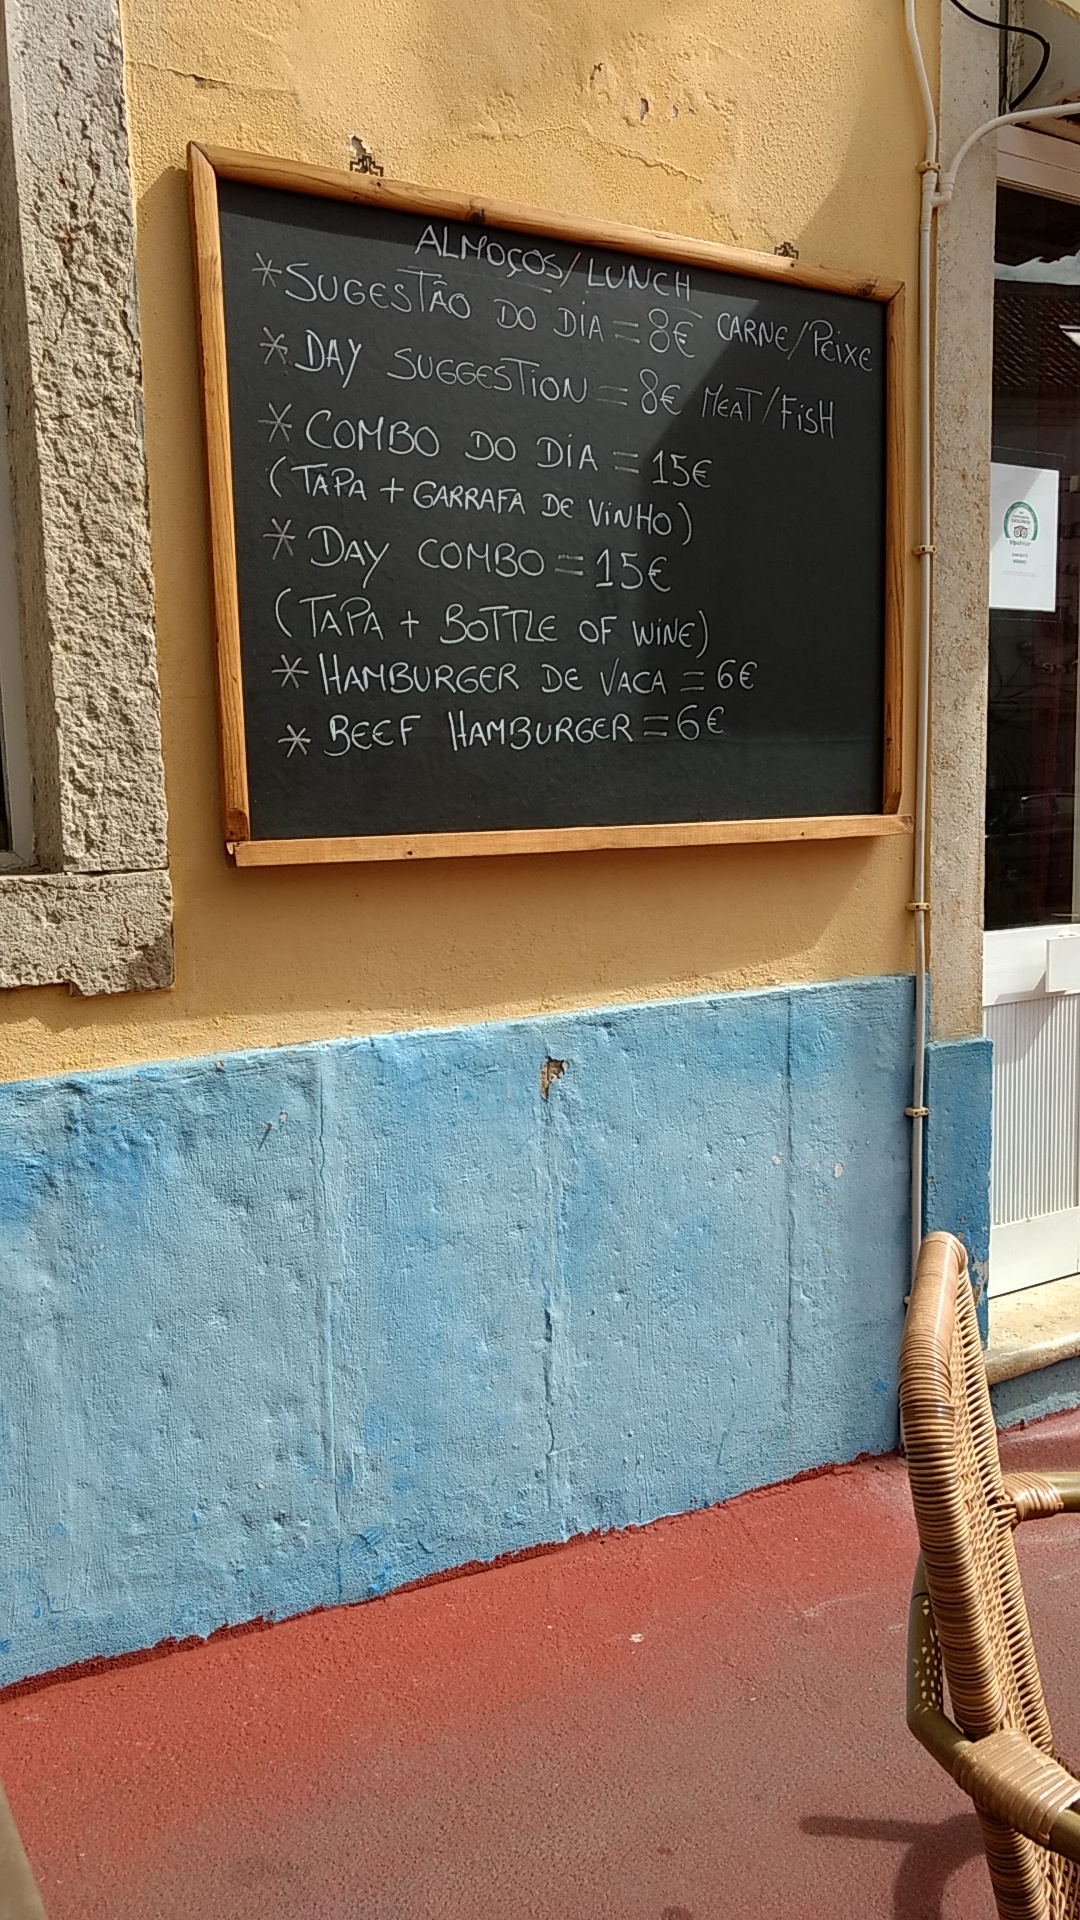 ALMOÇOS/LUNCH
* SUGESTÃO DO DIA = 8€ CARNE/PEIXE
* DAY SUGGESTION = 8€ MEAT/FISH
* COMBO DO DIA = 15€
(TAPA + GARRAFA DE VINHO)
* DAY COMBO = 15€
(TAPA + BOTTLE OF WINE)
* HAMBURGER DE VACA = 6€
* BEEF HAMBURGER = 6€